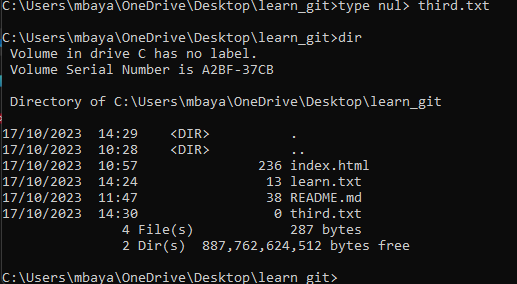 C:\Users\mbaya\OneDrive\Desktop\learn_git>type nul> third.txt
C:\Users\mbaya\OneDrive\Desktop\learn_git>dir
 Volume in drive C has no label.
 Volume Serial Number is A2BF-37CB
 Directory of C:\Users\mbaya\OneDrive\Desktop\learn_git
17/10/2023  14:29    <DIR>          .
17/10/2023  10:28    <DIR>          ..
17/10/2023  10:57               236 index.html
17/10/2023  14:24                13 learn.txt
17/10/2023  11:47                38 README.md
17/10/2023  14:30                 0 third.txt
               4 File(s)            287 bytes
               2 Dir(s)  887,762,624,512 bytes free
C:\Users\mbaya\OneDrive\Desktop\learn_git>